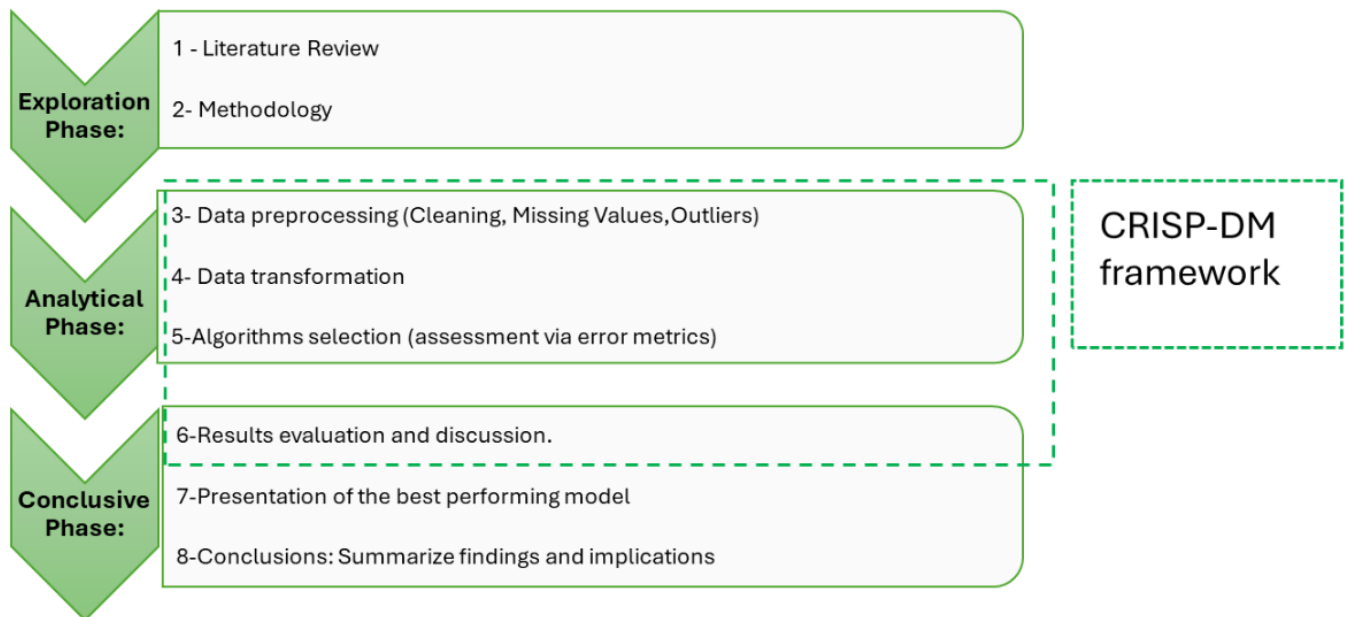 1 - Literature Review
Exploration
Phase:
2- Methodology
3- Data preprocessing (Cleaning, Missing Values,Outliers)
Analytical
Phase:
4- Data transformation
5-Algorithms selection (assessment via error metrics)
CRISP-DM
framework
6-Results evaluation and discussion.
Conclusive
Phase:
7-Presentation of the best performing model
8-Conclusions: Summarize findings and implications